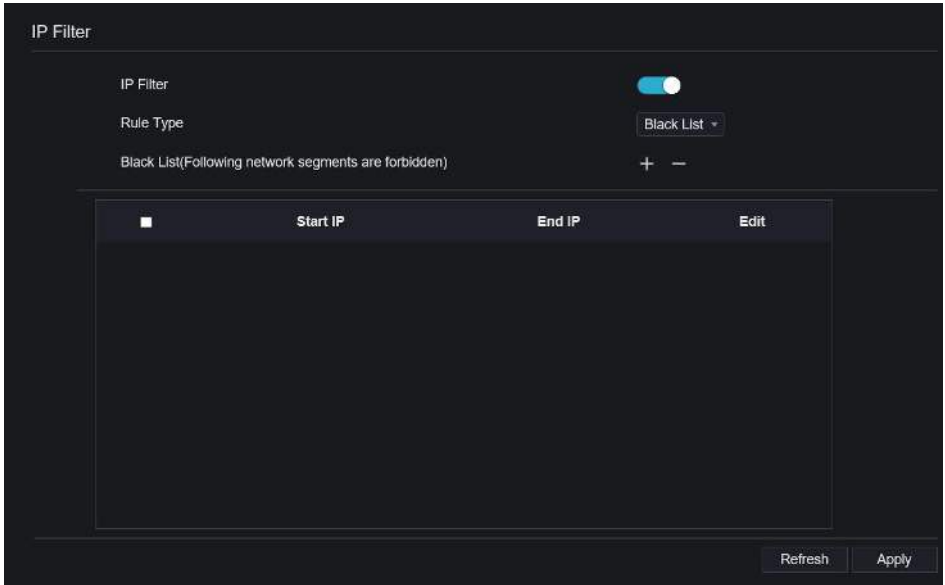 IP Filter
IP Filter
Rule Type Black List
Black List(Following network segments are forbidden) + −
Start IP End IP Edit
Refresh Apply